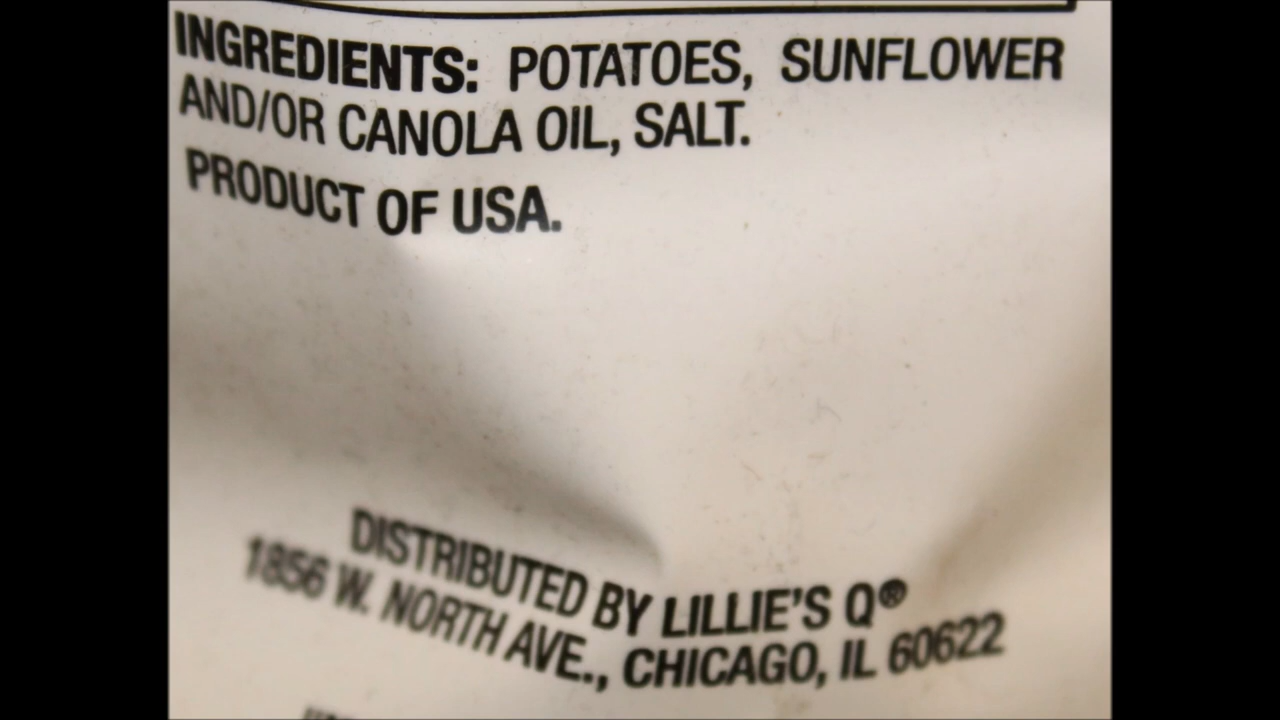 INGREDIENTS: POTATOES, SUNFLOWER
AND/OR CANOLA OIL, SALT.
PRODUCT OF USA.
DISTRIBUTED BY LILLIE'S Q®
1856 W. NORTH AVE., CHICAGO, IL 60622